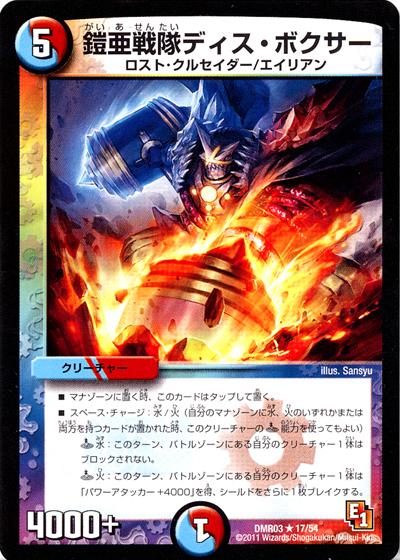 5
がいあせんたい
鎧亜戦隊ディス・ボクサー
ロスト・クルセイダー/エイリアン
クリーチャー
illus. Sansyu
■ マナゾーンに置く時、このカードはタップして置く。
■ スペース・チャージ:水/火(自分のマナゾーンに水、火のいずれかまたは
両方を持つカードが置かれた時、このクリーチャーの 能力を使ってもよい)
水:このターン、バトルゾーンにある自分のクリーチャー1体は
ブロックされない。
火:このターン、バトルゾーンにある自分のクリーチャー1体は
「パワーアタッカー+4000」を得、シールドをさらに1枚ブレイクする。
4000+
1
E1
DMR03 ★ 17/54
©2011 Wizards/Shogakukan/Mitsui-Kids